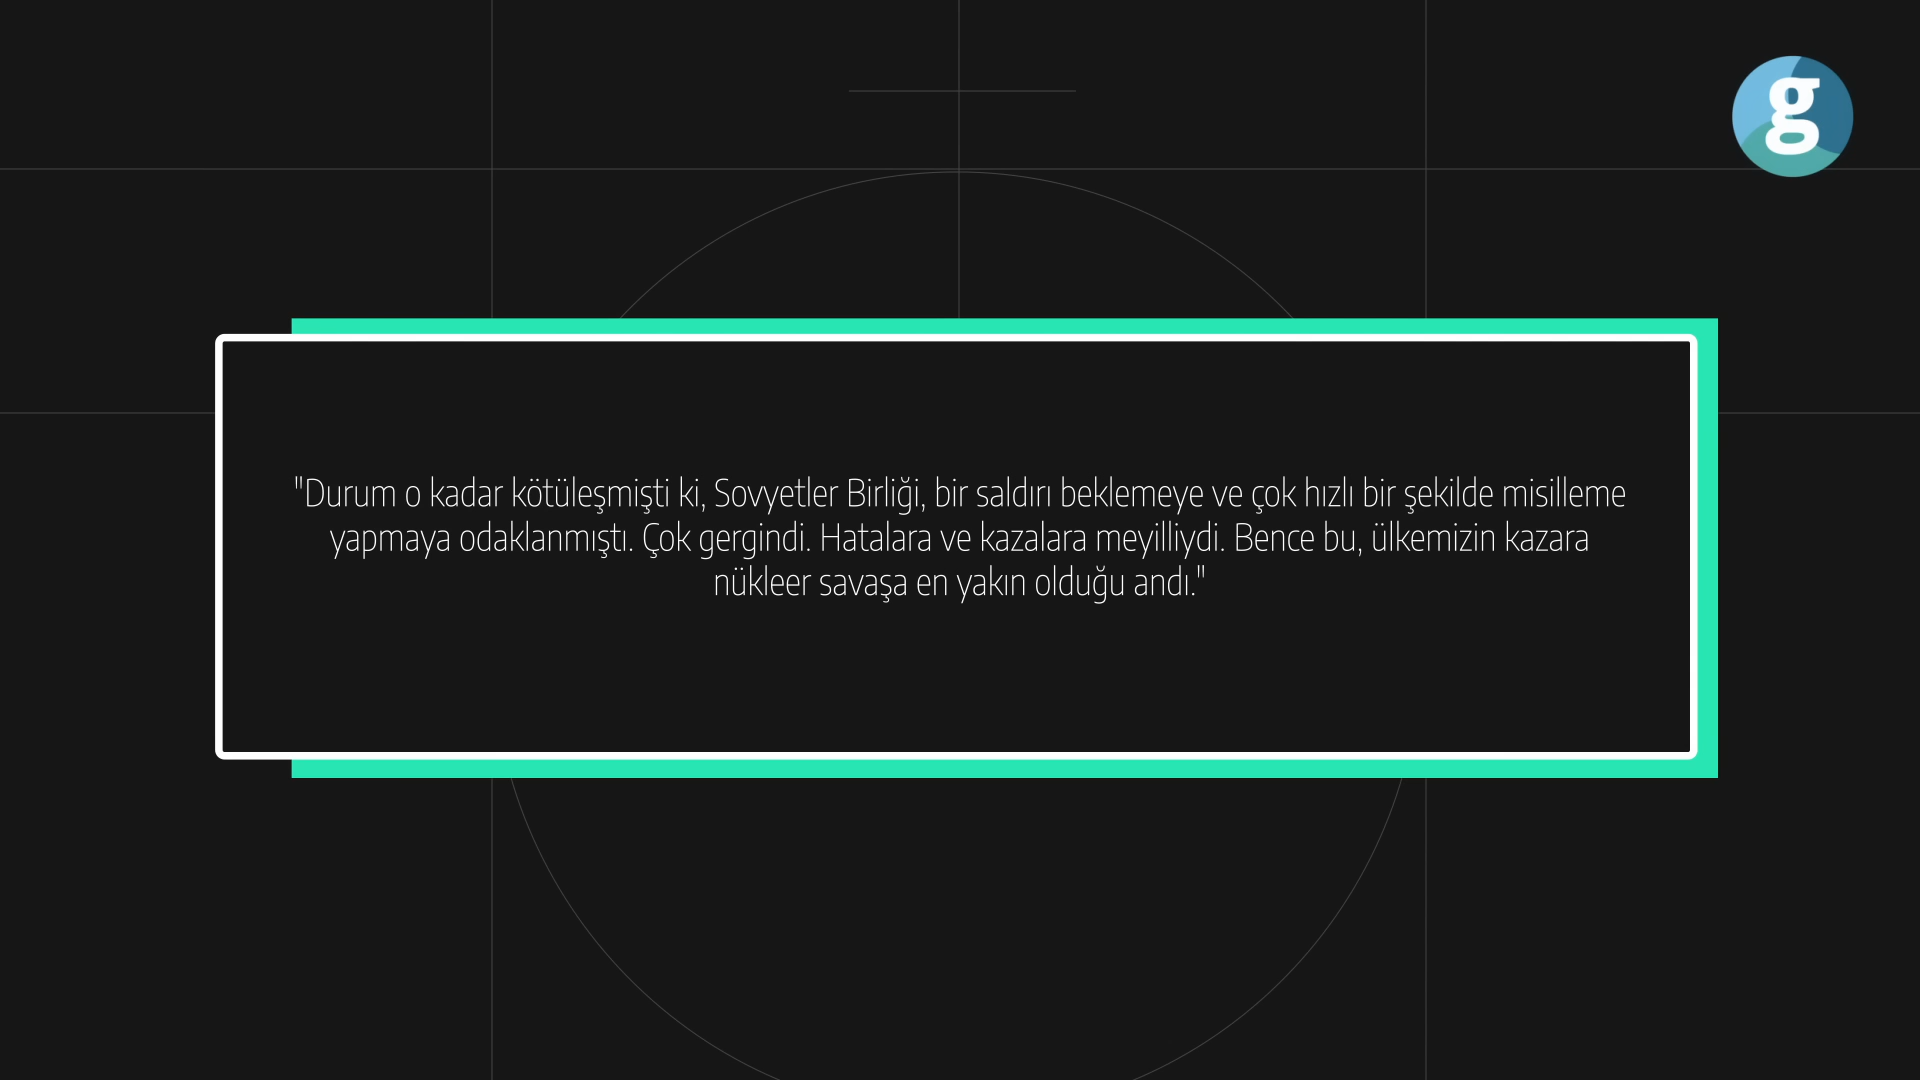 g
"Durum o kadar kötüleşmişti ki, Sovyetler Birliği, bir saldırı beklemeye ve çok hızlı bir şekilde misilleme
yapmaya odaklanmıştı. Çok gergindi. Hatalara ve kazalara meyilliydi. Bence bu, ülkemizin kazara
nükleer savaşa en yakın olduğu andı."